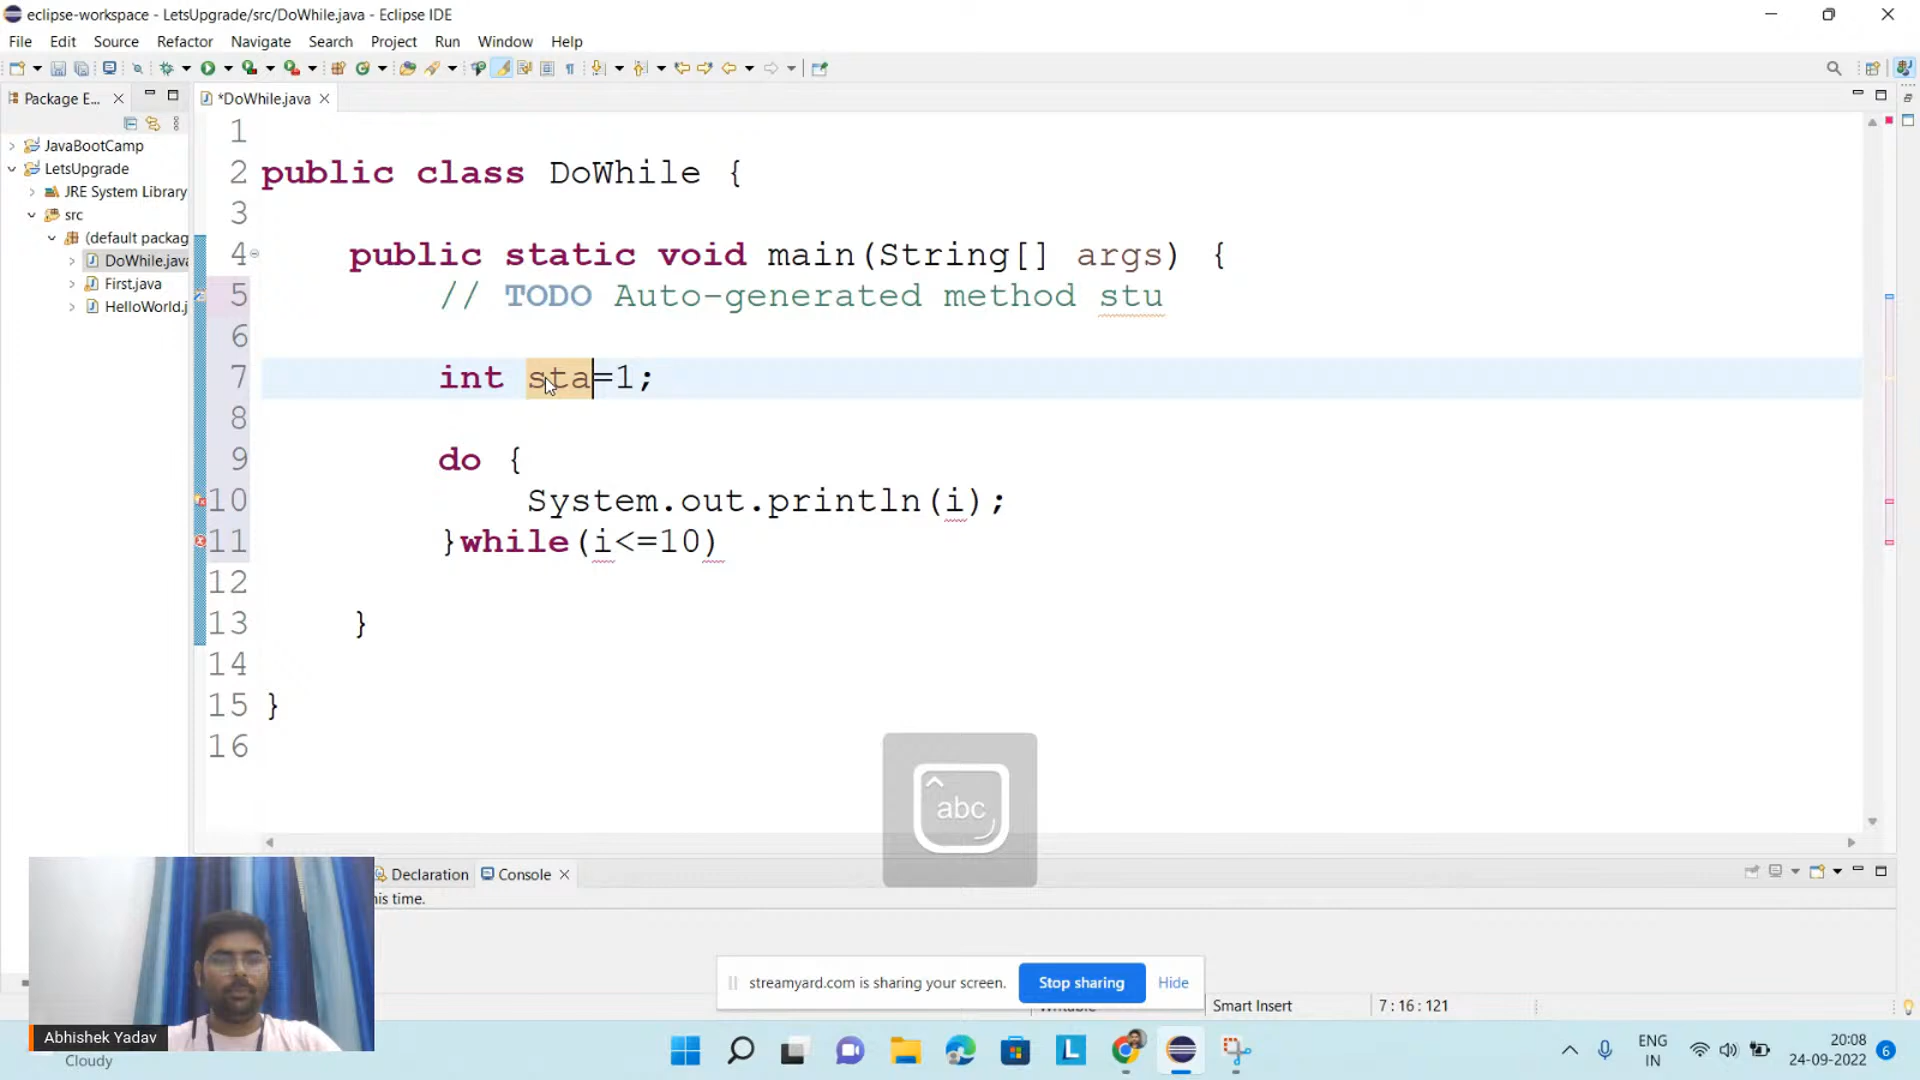 eclipse-workspace - LetsUpgrade/src/DoWhile.java - Eclipse IDE
File Edit Source Refactor Navigate Search Project Run Window Help
Package E...
*DoWhile.java
JavaBootCamp
LetsUpgrade
JRE System Library
src
(default packag
DoWhile.java
First.java
HelloWorld.j
1
2 public class DoWhile {
3
4 public static void main(String[] args) {
5 // TODO Auto-generated method stu
6
7 int sta=1;
8
9 do {
10 System.out.println(i);
11 }while(i<=10)
12
13 }
14
15 }
16
abc
Declaration Console
his time.
streamyard.com is sharing your screen. Stop sharing Hide
Smart Insert 7 : 16 : 121
Abhishek Yadav
Cloudy
L
ENG
IN
20:08
24-09-2022
6